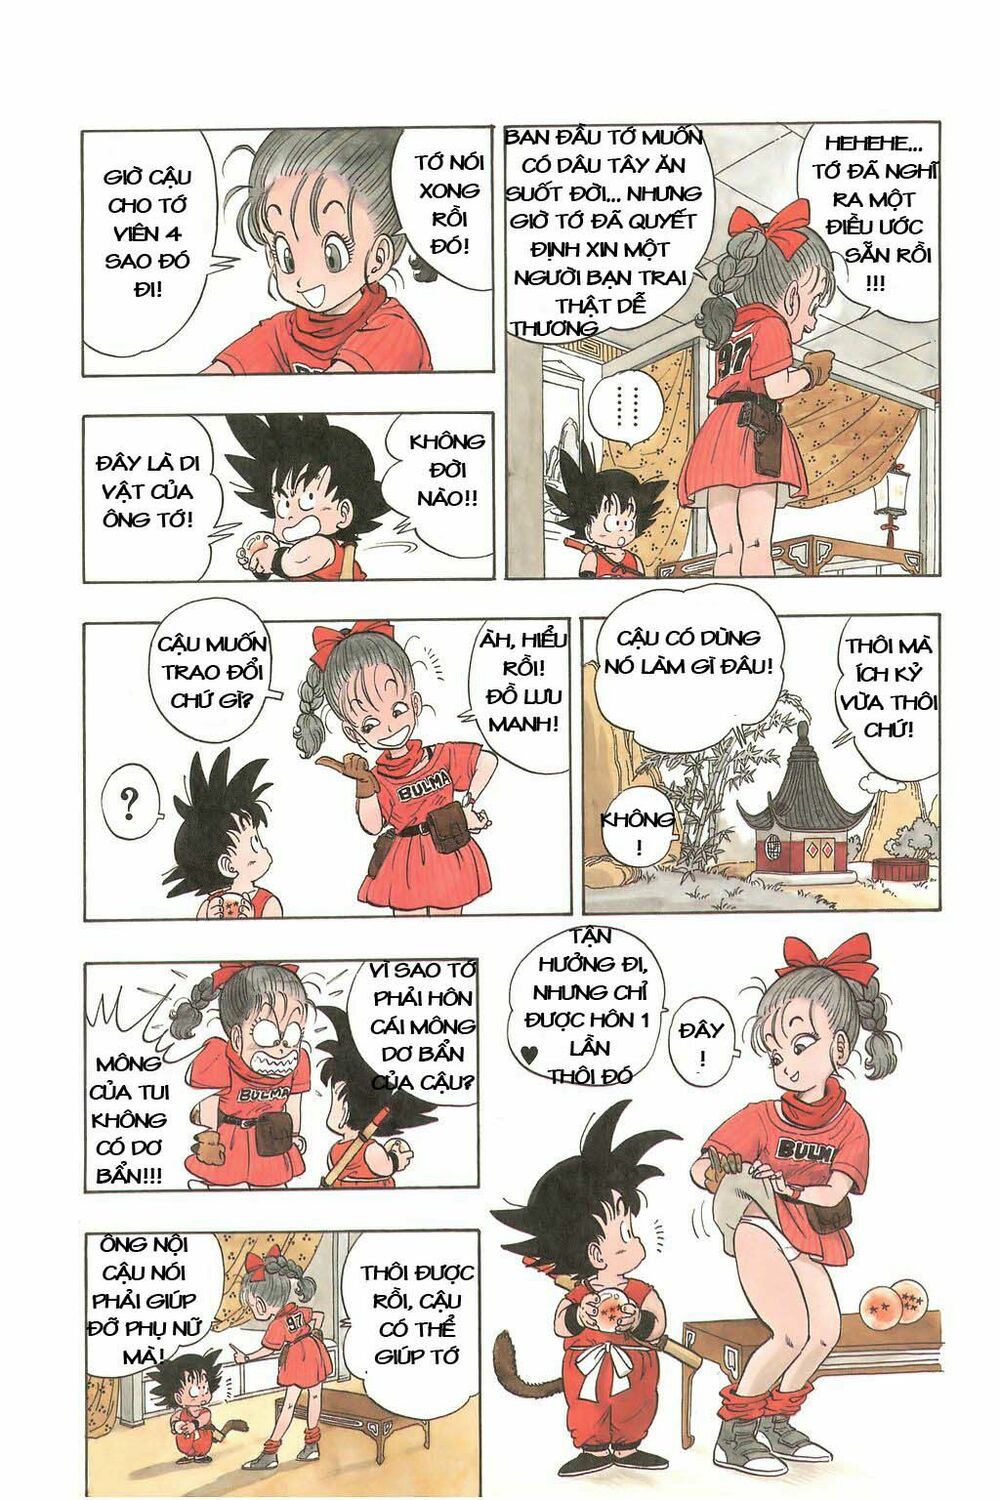 HEHEHE...
TỚ ĐÃ NGHĨ
RA MỘT
ĐIỀU ƯỚC
SẴN RỒI
!!!
BAN ĐẦU TỚ MUỐN
CÓ DÂU TÂY ĂN
SUỐT ĐỜI... NHƯNG
GIỜ TỚ ĐÃ QUYẾT
ĐỊNH XIN MỘT
NGƯỜI BẠN TRAI
THẬT DỄ
THƯƠNG
97
......
TỚ NÓI
XONG
RỒI
ĐÓ!
GIỜ CẬU
CHO TỚ
VIÊN 4
SAO ĐÓ
ĐI!
KHÔNG
ĐỜI
NÀO!!
ĐÂY LÀ DI
VẬT CỦA
ÔNG TỚ!
THÔI MÀ
ÍCH KỶ
VỪA THÔI
CHỨ!
CẬU CÓ DÙNG
NÓ LÀM GÌ ĐÂU!
KHÔNG
!
ÀH, HIỂU
RỒI!
ĐỒ LƯU
MANH!
CẬU MUỐN
TRAO ĐỔI
CHỨ GÌ?
BULMA
?
ĐÂY
!
TẬN
HƯỞNG ĐI,
NHƯNG CHỈ
ĐƯỢC HÔN 1
LẦN
THÔI ĐÓ
♥
BULMA
VÌ SAO TỚ
PHẢI HÔN
CÁI MÔNG
DƠ BẨN
CỦA CẬU?
BULMA
MÔNG
CỦA TUI
KHÔNG
CÓ DƠ
BẨN!!!
THÔI ĐƯỢC
RỒI, CẬU
CÓ THỂ
GIÚP TỚ
ÔNG NỘI
CẬU NÓI
PHẢI GIÚP
ĐỠ PHỤ NỮ
MÀ!
97